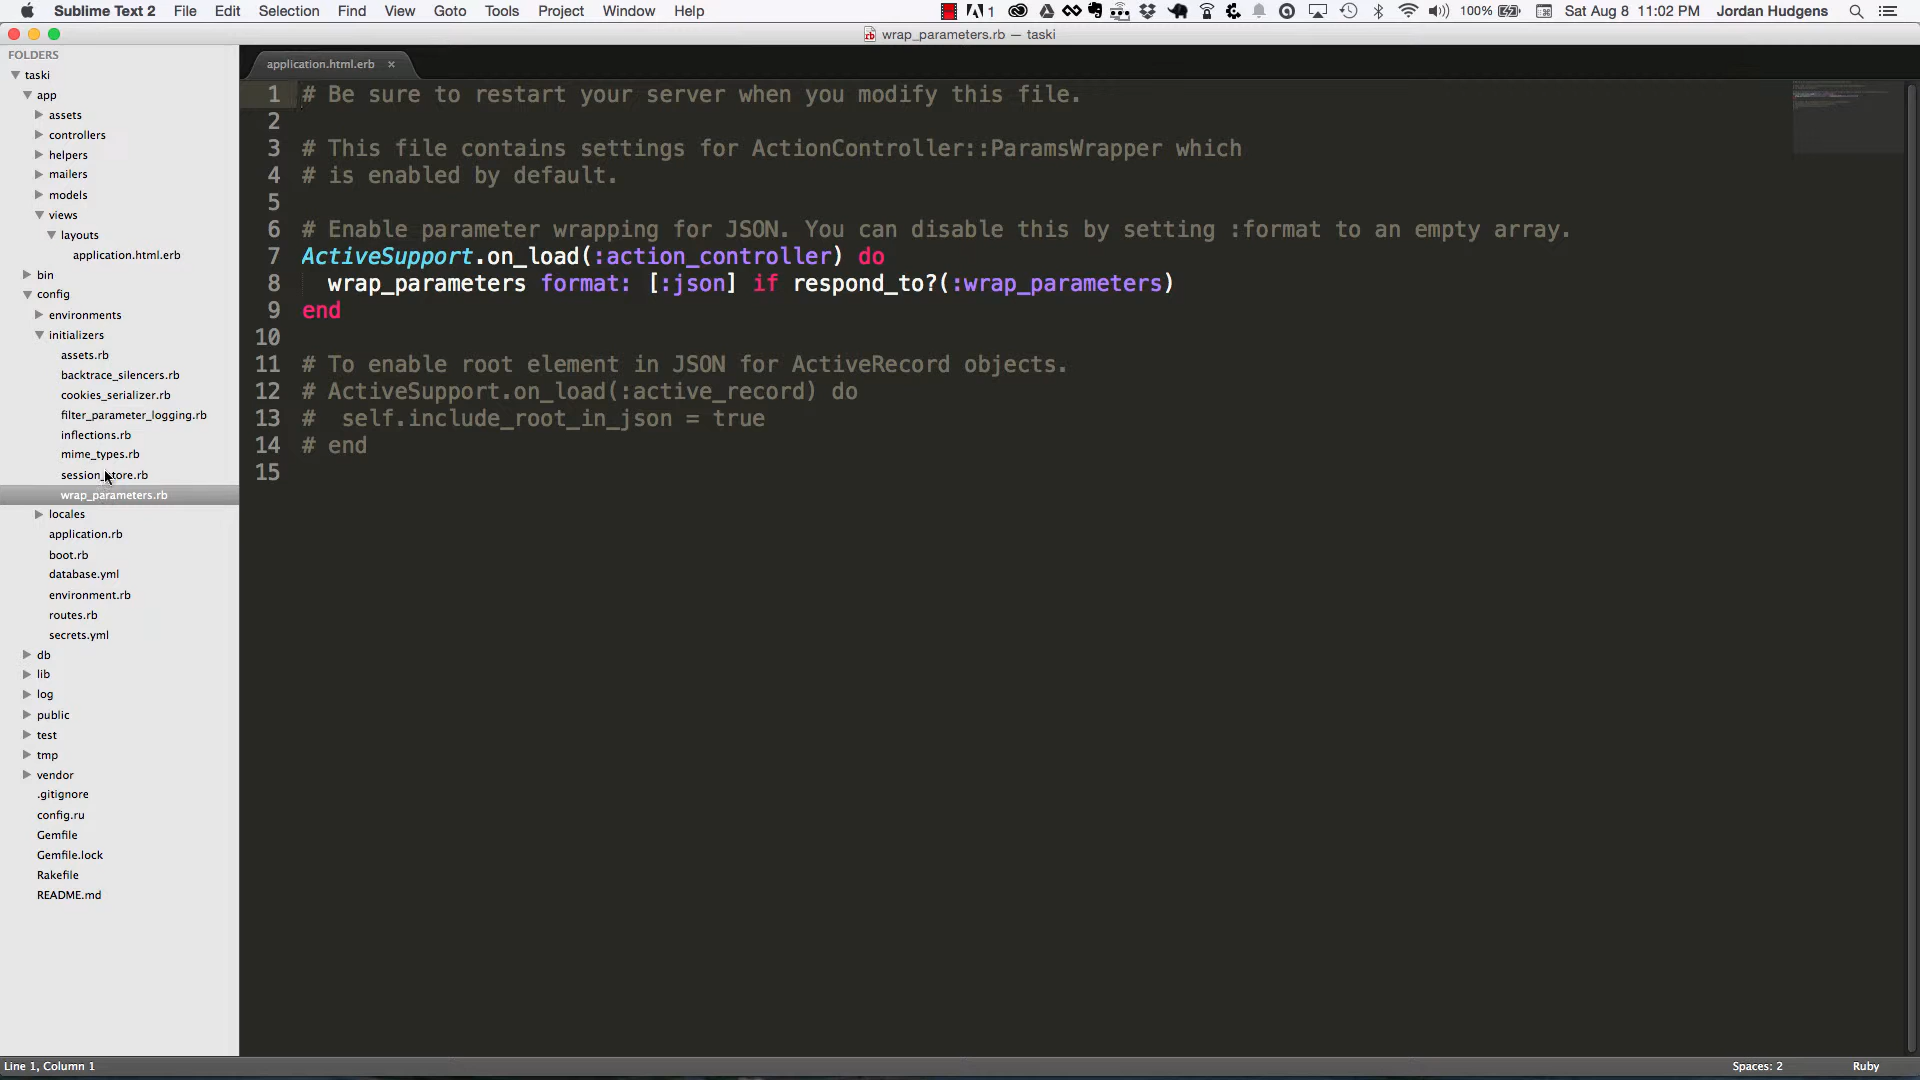 Sublime Text 2 File Edit Selection Find View Goto Tools Project Window Help 1 100% Sat Aug 8 11:02 PM Jordan Hudgens
wrap_parameters.rb — taski
FOLDERS
taski
app
assets
controllers
helpers
mailers
models
views
layouts
application.html.erb
bin
config
environments
initializers
assets.rb
backtrace_silencers.rb
cookies_serializer.rb
filter_parameter_logging.rb
inflections.rb
mime_types.rb
session_store.rb
wrap_parameters.rb
locales
application.rb
boot.rb
database.yml
environment.rb
routes.rb
secrets.yml
db
lib
log
public
test
tmp
vendor
.gitignore
config.ru
Gemfile
Gemfile.lock
Rakefile
README.md
application.html.erb ×
1 # Be sure to restart your server when you modify this file.
2
3 # This file contains settings for ActionController::ParamsWrapper which
4 # is enabled by default.
5
6 # Enable parameter wrapping for JSON. You can disable this by setting :format to an empty array.
7 ActiveSupport.on_load(:action_controller) do
8 wrap_parameters format: [:json] if respond_to?(:wrap_parameters)
9 end
10
11 # To enable root element in JSON for ActiveRecord objects.
12 # ActiveSupport.on_load(:active_record) do
13 #  self.include_root_in_json = true
14 # end
15
Line 1, Column 1 Spaces: 2 Ruby